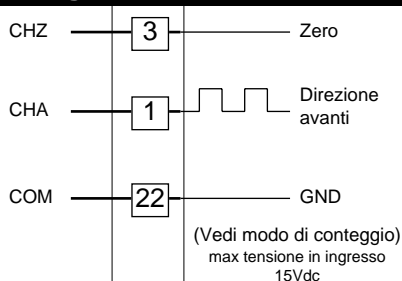 CHZ 3 Zero
CHA 1 Direzione
avanti
COM 22 GND
(Vedi modo di conteggio)
max tensione in ingresso
15Vdc